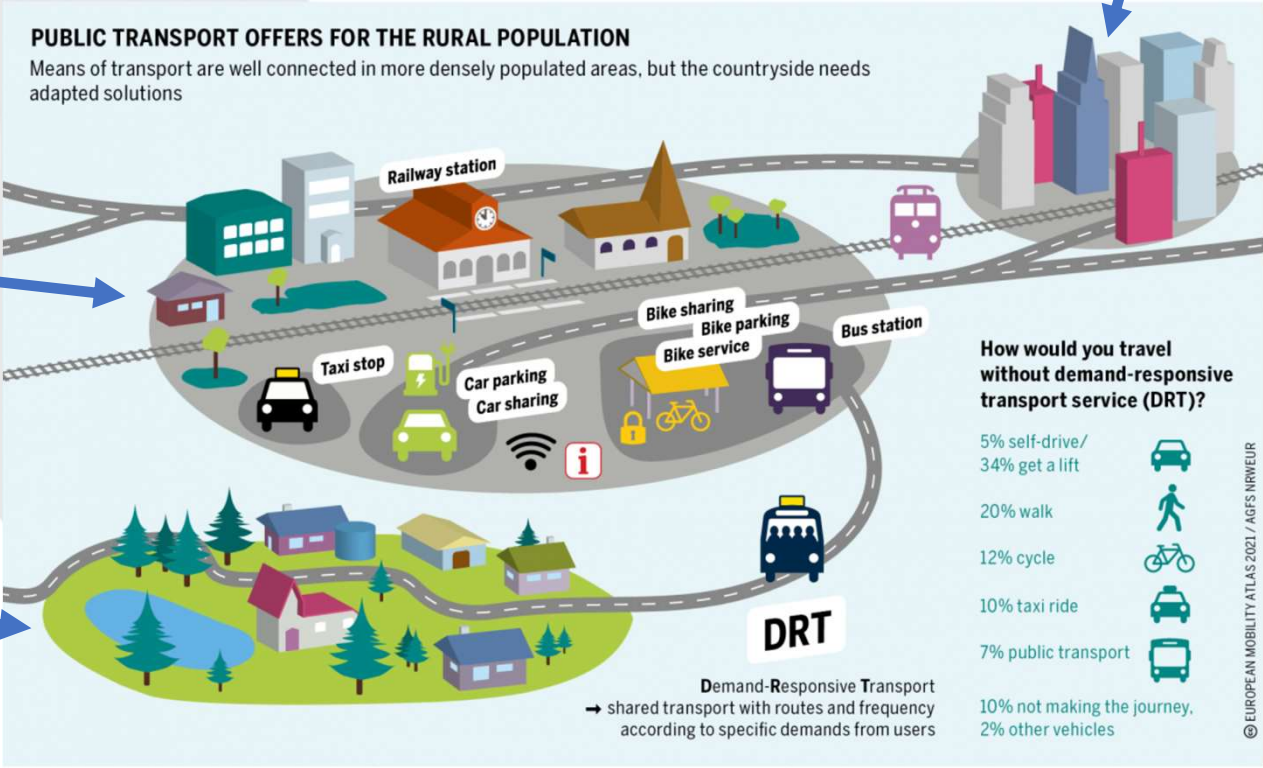 PUBLIC TRANSPORT OFFERS FOR THE RURAL POPULATION
Means of transport are well connected in more densely populated areas, but the countryside needs
adapted solutions
Railway station
Bike sharing
Bike parking
Bike service
Bus station
Taxi stop
Car parking
Car sharing
i
DRT
Demand-Responsive Transport
➞ shared transport with routes and frequency
according to specific demands from users
How would you travel
without demand-responsive
transport service (DRT)?
5% self-drive/
34% get a lift
20% walk
12% cycle
10% taxi ride
7% public transport
10% not making the journey,
2% other vehicles
EUROPEAN MOBILITY ATLAS 2021 / AGFS NRWEUR